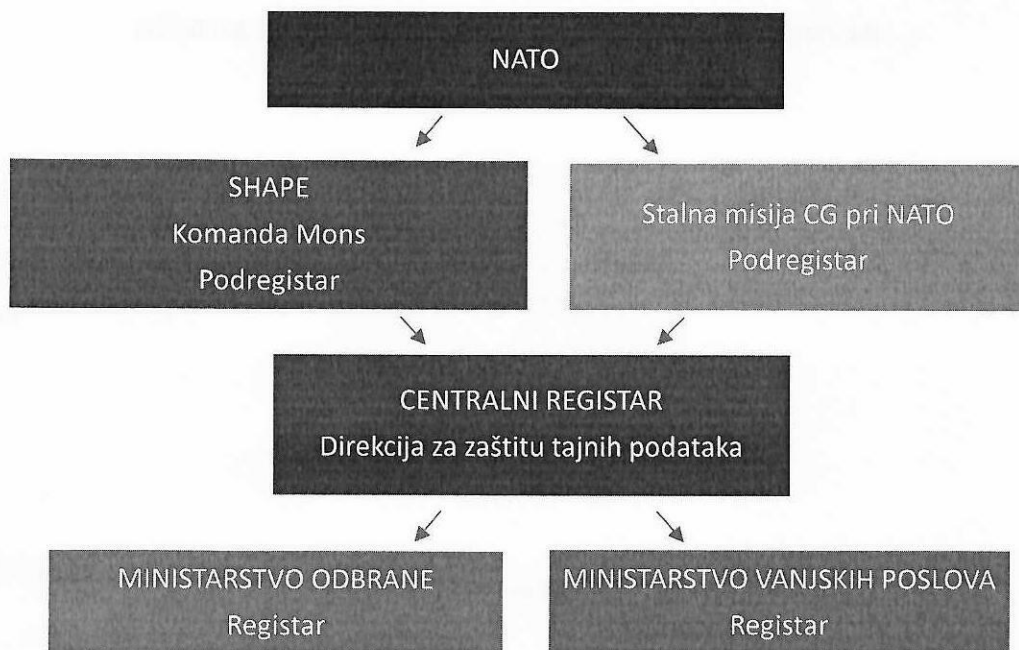 NATO
SHAPE
Komanda Mons
Podregistar
Stalna misija CG pri NATO
Podregistar
CENTRALNI REGISTAR
Direkcija za zaštitu tajnih podataka
MINISTARSTVO ODBRANE
Registar
MINISTARSTVO VANJSKIH POSLOVA
Registar